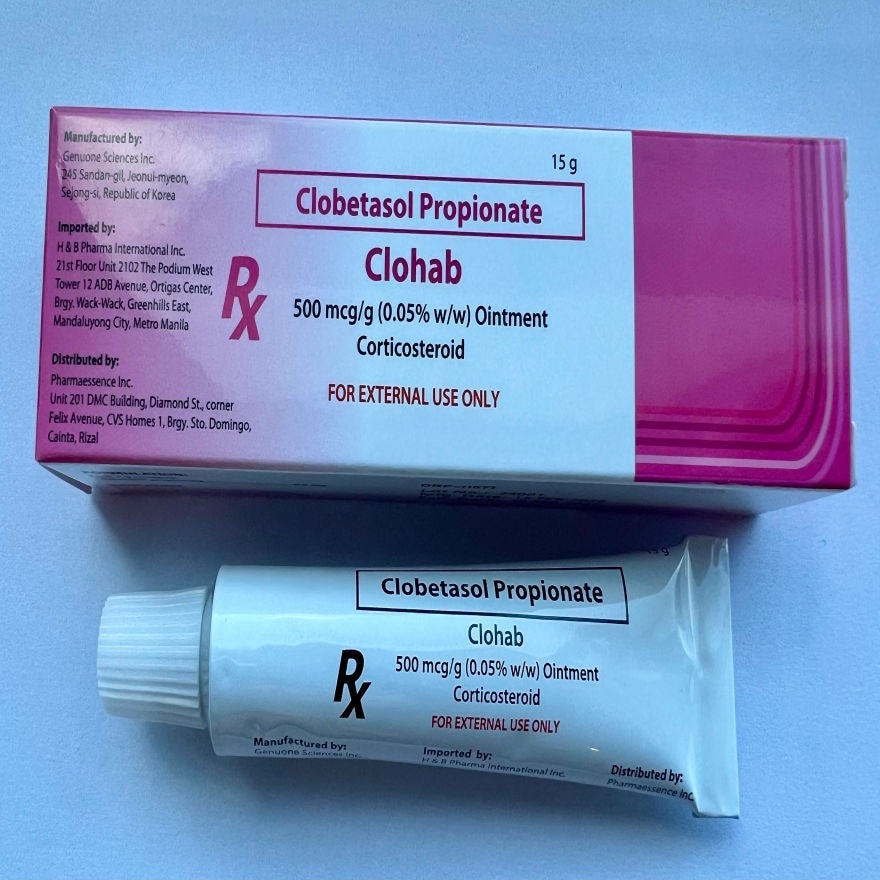 Manufactured by:
Genuone Sciences Inc.
245 Sandan-gil, Jeonui-myeon,
Sejong-si, Republic of Korea
Imported by:
H & B Pharma International Inc.
21st Floor Unit 2102 The Podium West
Tower 12 ADB Avenue, Ortigas Center,
Brgy. Wack-Wack, Greenhills East,
Mandaluyong City, Metro Manila
Distributed by:
Pharmaessence Inc.
Unit 201 DMC Building, Diamond St., corner
Felix Avenue, CVS Homes 1, Brgy. Sto. Domingo,
Cainta, Rizal
Rx
15 g
Clobetasol Propionate
Clohab
500 mcg/g (0.05% w/w) Ointment
Corticosteroid
FOR EXTERNAL USE ONLY
FORMULATION:
15 g
Clobetasol Propionate
Clohab
Rx
500 mcg/g (0.05% w/w) Ointment
Corticosteroid
FOR EXTERNAL USE ONLY
Manufactured by:
Genuone Sciences Inc.
Imported by:
H & B Pharma International Inc.
Distributed by:
Pharmaessence Inc.